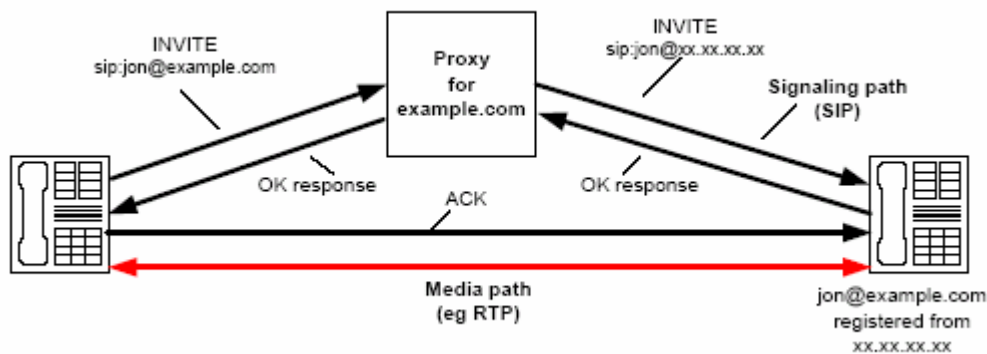 INVITE
sip:jon@example.com
Proxy
for
example.com
INVITE
sip:jon@xx.xx.xx.xx
Signaling path
(SIP)
OK response
OK response
ACK
Media path
(eg RTP)
jon@example.com
registered from
xx.xx.xx.xx